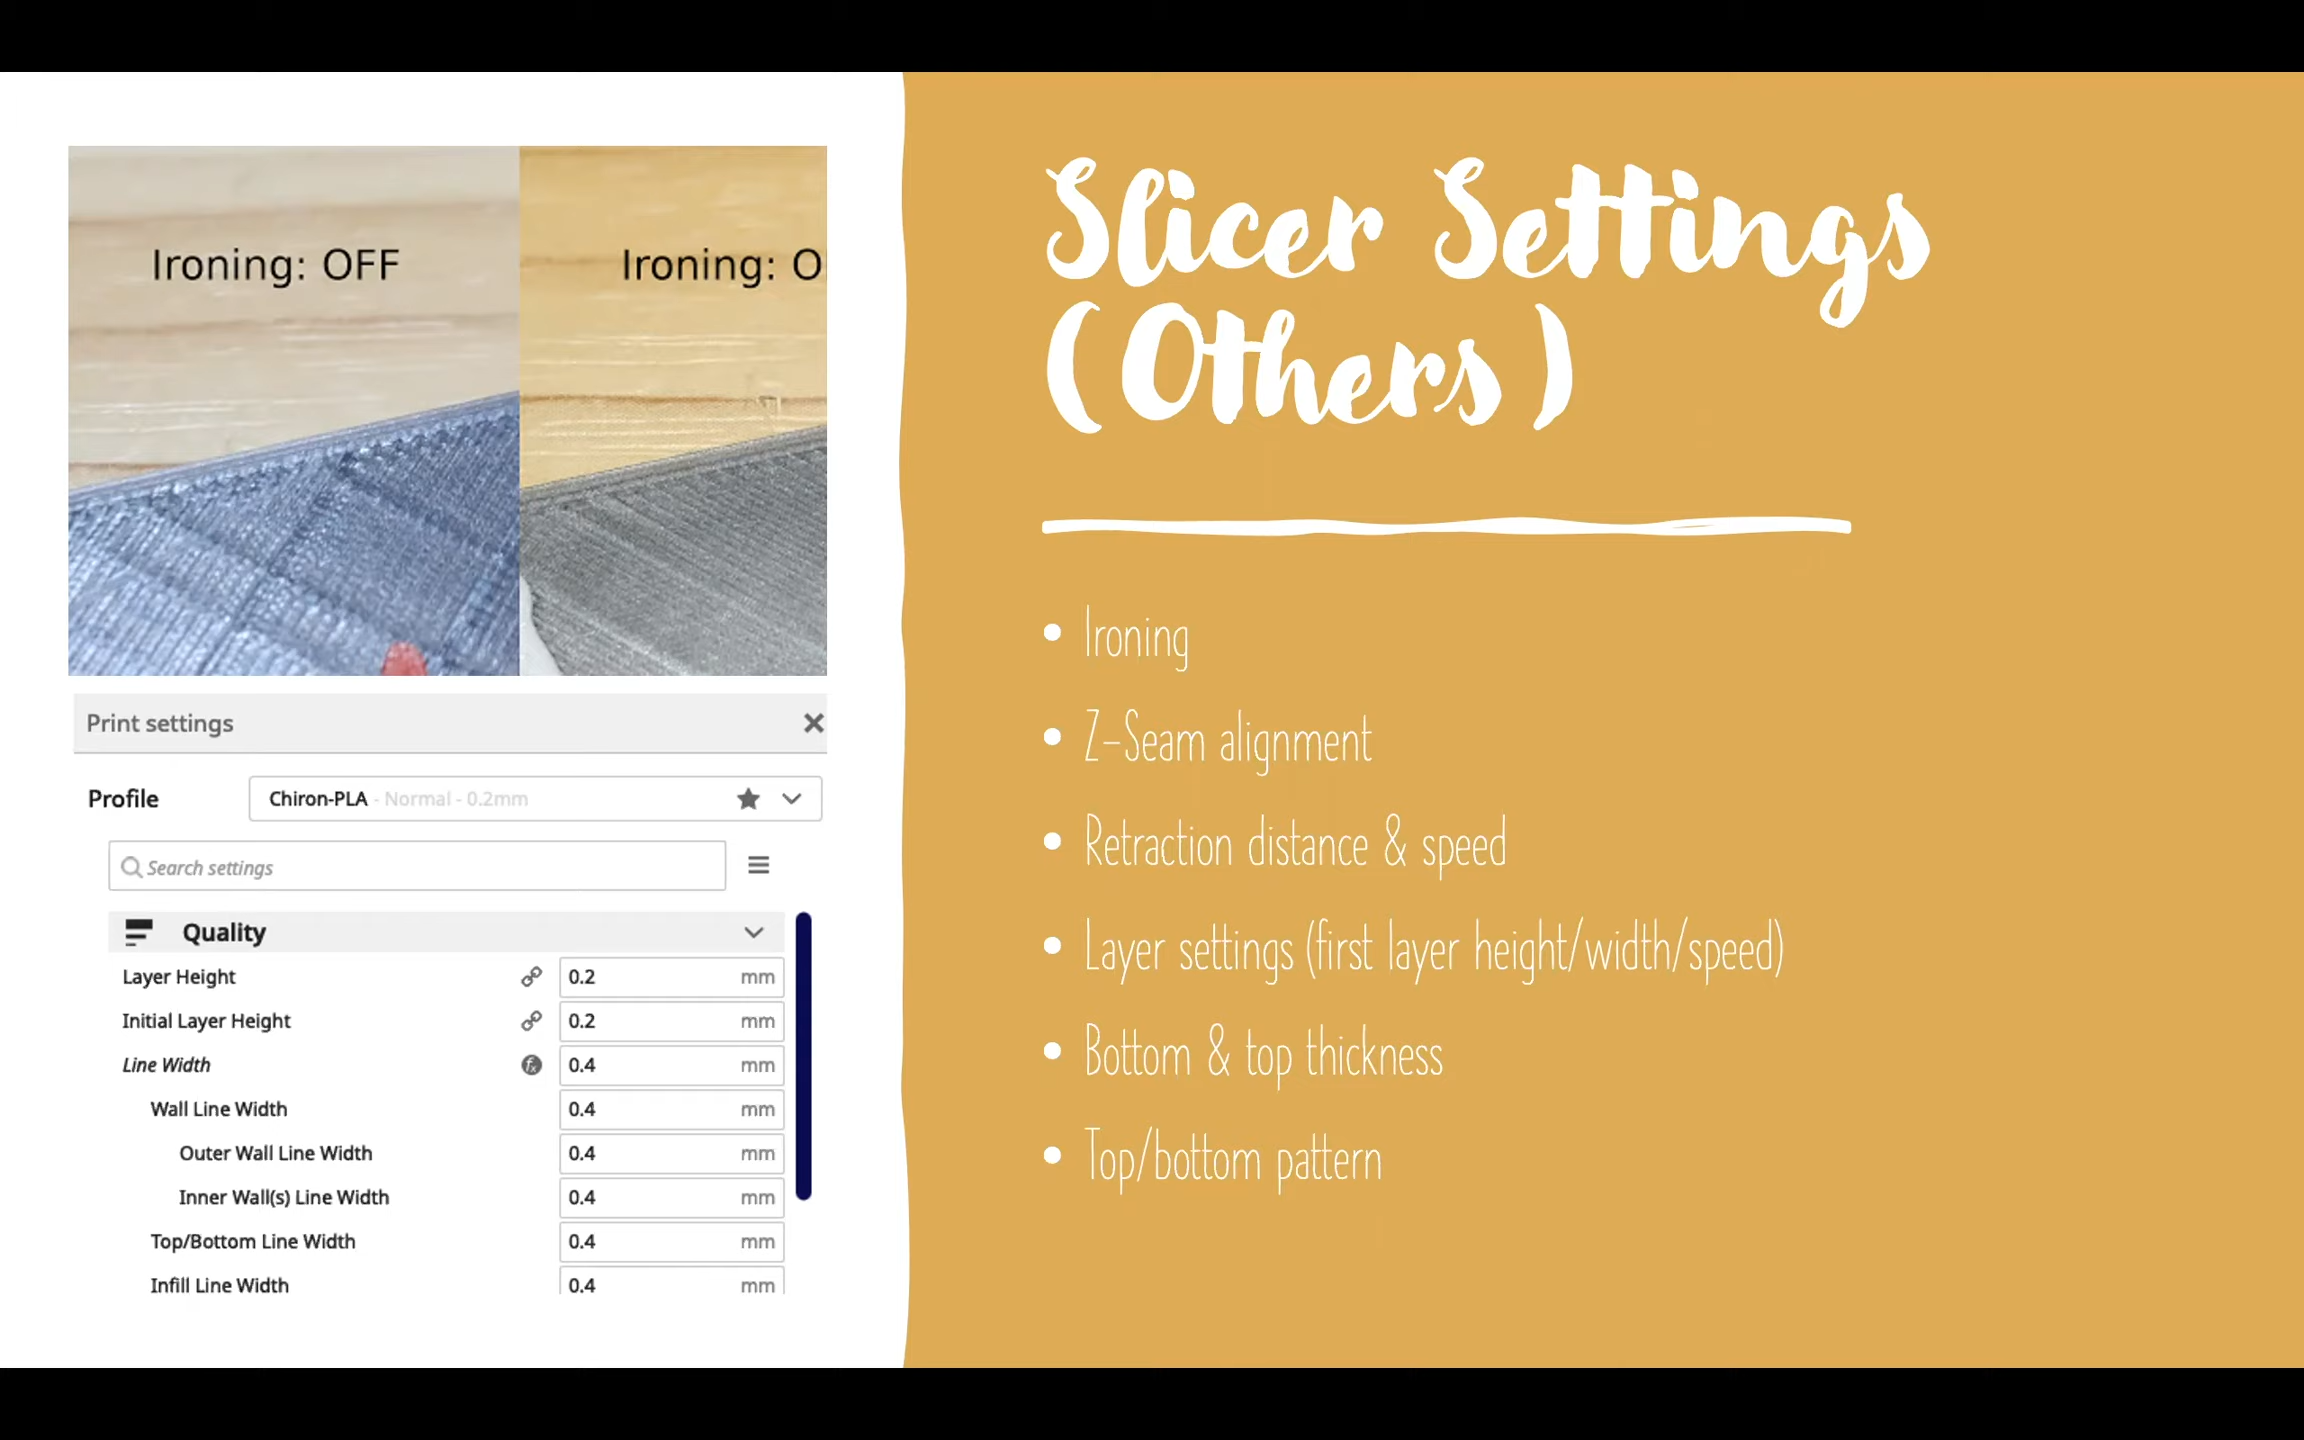 Ironing: OFF
Ironing: O
Print settings
Profile
Chiron-PLA - Normal - 0.2mm
Search settings
Quality
Layer Height 0.2 mm
Initial Layer Height 0.2 mm
Line Width 0.4 mm
Wall Line Width 0.4 mm
Outer Wall Line Width 0.4 mm
Inner Wall(s) Line Width 0.4 mm
Top/Bottom Line Width 0.4 mm
Infill Line Width 0.4 mm
Slicer Settings
(Others)
• Ironing
• Z-Seam alignment
• Retraction distance & speed
• Layer settings (first layer height/width/speed)
• Bottom & top thickness
• Top/bottom pattern